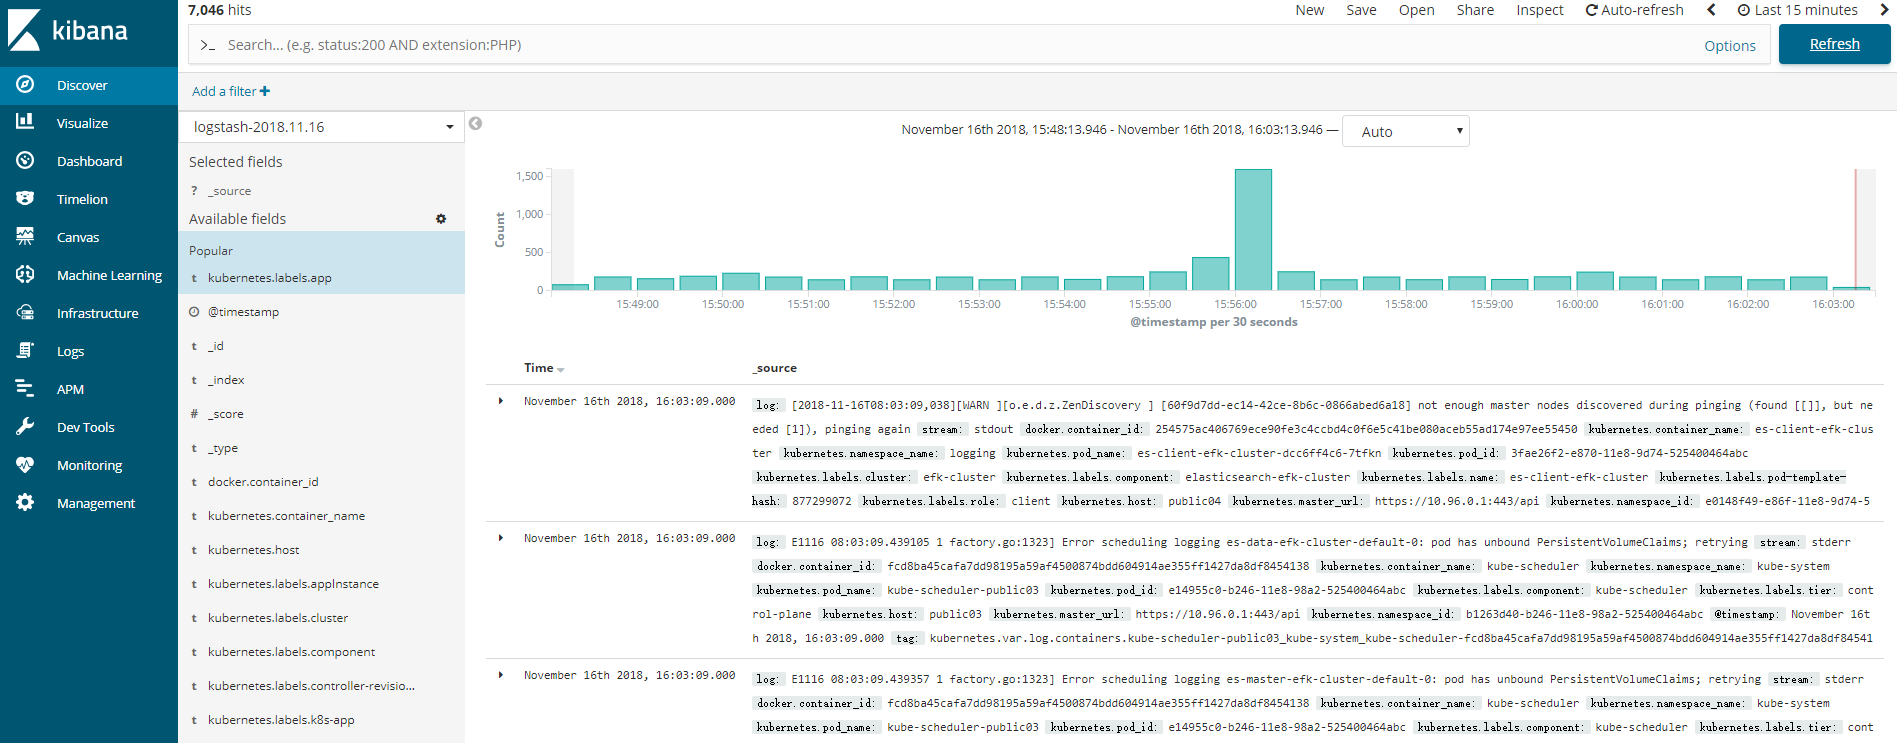 kibana
Discover
Visualize
Dashboard
Timelion
Canvas
Machine Learning
Infrastructure
Logs
APM
Dev Tools
Monitoring
Management
7,046 hits
New Save Open Share Inspect Auto-refresh Last 15 minutes
>_ Search... (e.g. status:200 AND extension:PHP) Options Refresh
Add a filter +
logstash-2018.11.16
Selected fields
? _source
Available fields
Popular
t kubernetes.labels.app
@timestamp
t _id
t _index
# _score
t _type
t docker.container_id
t kubernetes.container_name
t kubernetes.host
t kubernetes.labels.appInstance
t kubernetes.labels.cluster
t kubernetes.labels.component
t kubernetes.labels.controller-revisio...
t kubernetes.labels.k8s-app
November 16th 2018, 15:48:13.946 - November 16th 2018, 16:03:13.946 — Auto
Count
1,500
1,000
500
0
15:49:00 15:50:00 15:51:00 15:52:00 15:53:00 15:54:00 15:55:00 15:56:00 15:57:00 15:58:00 15:59:00 16:00:00 16:01:00 16:02:00 16:03:00
@timestamp per 30 seconds
Time _source
November 16th 2018, 16:03:09.000
log: [2018-11-16T08:03:09,038][WARN ][o.e.d.z.ZenDiscovery ] [60f9d7dd-ec14-42ce-8b6c-0866abed6a18] not enough master nodes discovered during pinging (found [[]], but ne
eded [1]), pinging again stream: stdout docker.container_id: 254575ac406769ece90fe3c4ccbd4c0f6e5c41be080aceb55ad174e97ee55450 kubernetes.container_name: es-client-efk-clus
ter kubernetes.namespace_name: logging kubernetes.pod_name: es-client-efk-cluster-dcc6ff4c6-7tfkn kubernetes.pod_id: 3fae26f2-e870-11e8-9d74-525400464abc
kubernetes.labels.cluster: efk-cluster kubernetes.labels.component: elasticsearch-efk-cluster kubernetes.labels.name: es-client-efk-cluster kubernetes.labels.pod-template-
hash: 877299072 kubernetes.labels.role: client kubernetes.host: public04 kubernetes.master_url: https://10.96.0.1:443/api kubernetes.namespace_id: e0148f49-e86f-11e8-9d74-5
November 16th 2018, 16:03:09.000
log: E1116 08:03:09.439105 1 factory.go:1323] Error scheduling logging es-data-efk-cluster-default-0: pod has unbound PersistentVolumeClaims; retrying stream: stderr
docker.container_id: fcd8ba45cafa7dd98195a59af4500874bdd604914ae355ff1427da8df8454138 kubernetes.container_name: kube-scheduler kubernetes.namespace_name: kube-system
kubernetes.pod_name: kube-scheduler-public03 kubernetes.pod_id: e14955c0-b246-11e8-98a2-525400464abc kubernetes.labels.component: kube-scheduler kubernetes.labels.tier: cont
rol-plane kubernetes.host: public03 kubernetes.master_url: https://10.96.0.1:443/api kubernetes.namespace_id: b1263d40-b246-11e8-98a2-525400464abc @timestamp: November 16t
h 2018, 16:03:09.000 tag: kubernetes.var.log.containers.kube-scheduler-public03_kube-system_kube-scheduler-fcd8ba45cafa7dd98195a59af4500874bdd604914ae355ff1427da8df84541
November 16th 2018, 16:03:09.000
log: E1116 08:03:09.439357 1 factory.go:1323] Error scheduling logging es-master-efk-cluster-default-0: pod has unbound PersistentVolumeClaims; retrying stream: stderr
docker.container_id: fcd8ba45cafa7dd98195a59af4500874bdd604914ae355ff1427da8df8454138 kubernetes.container_name: kube-scheduler kubernetes.namespace_name: kube-system
kubernetes.pod_name: kube-scheduler-public03 kubernetes.pod_id: e14955c0-b246-11e8-98a2-525400464abc kubernetes.labels.component: kube-scheduler kubernetes.labels.tier: cont